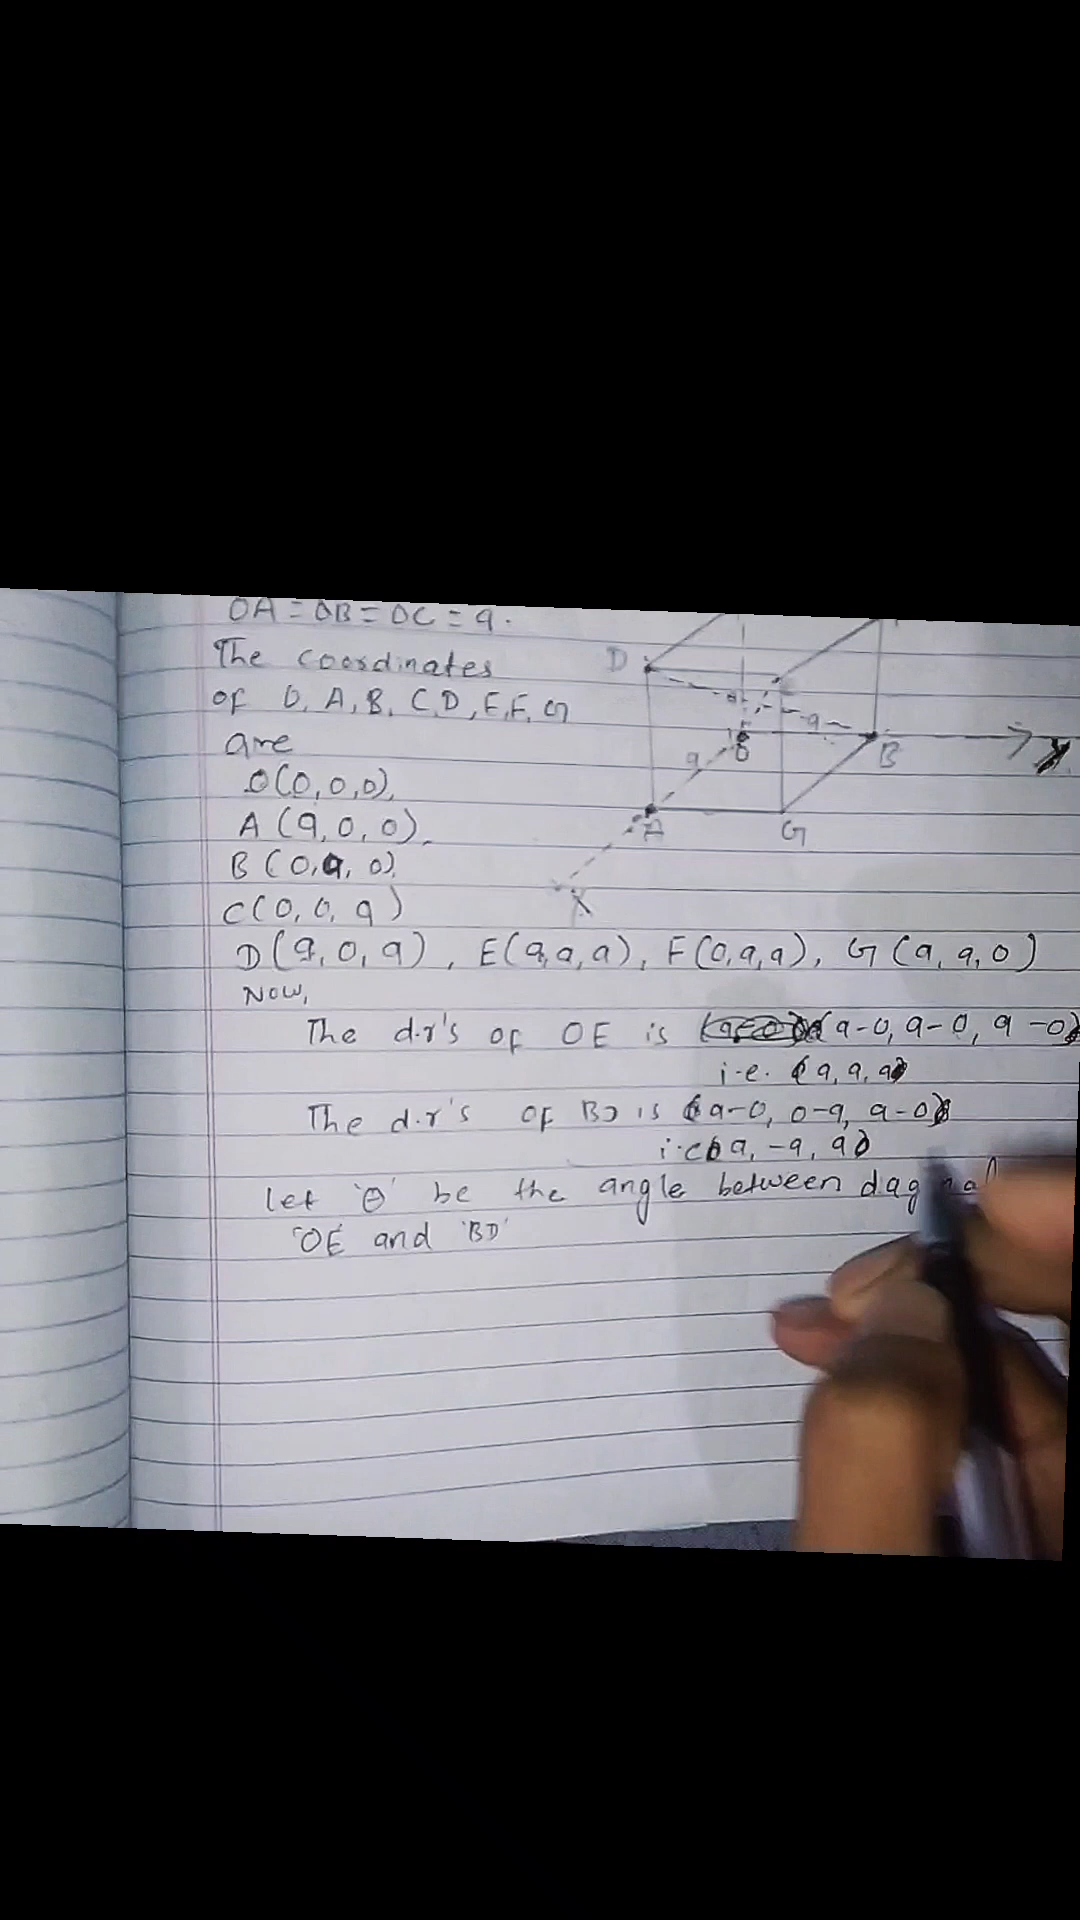 OA = OB = OC = a.
The coordinates
of O, A, B, C, D, E, F, G
are
O(0,0,0),
A (a, 0, 0),
B (0, a, 0),
C(0, 0, a)
D(a, 0, a), E(a, a, a), F(0, a, a), G (a, a, 0)
Now,
The d.r's of OE is (a-0, a-0, a-0)
i.e. (a, a, a)
The d.r's of BD is (a-0, 0-a, a-0)
i.e. (a, -a, a)
let 'θ' be the angle between
'OE and 'BD'
D
a
a
O
B
Y
A
G
X